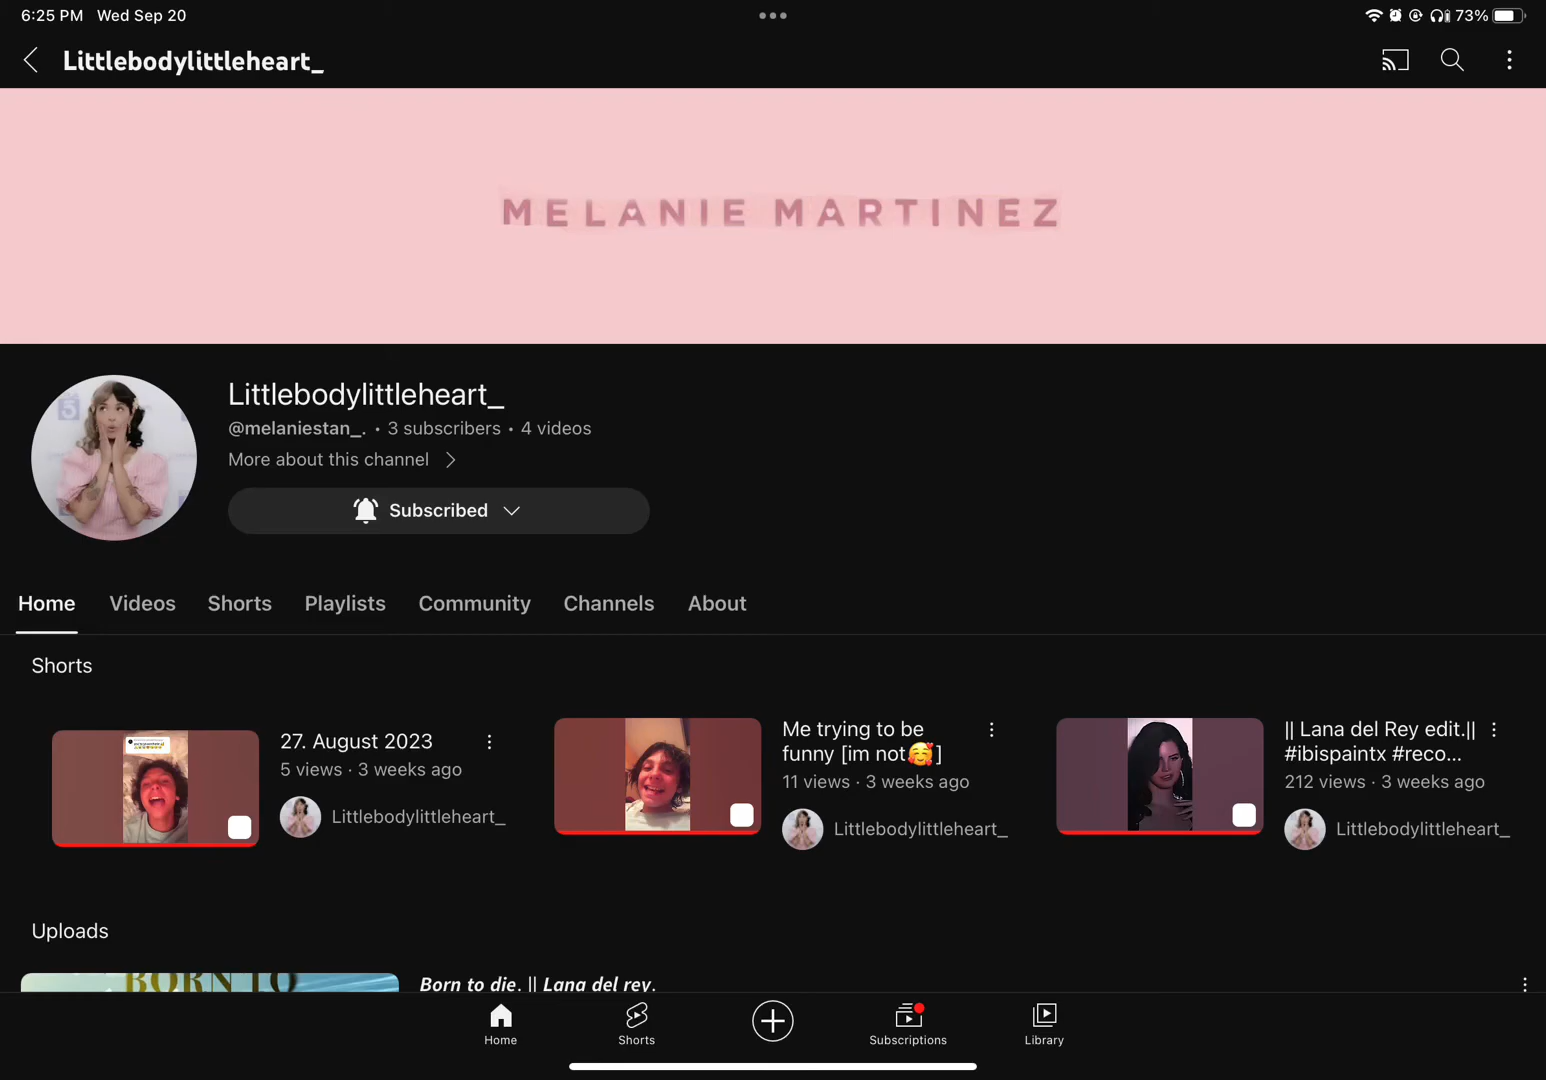 6:25 PM Wed Sep 20
73%
Littlebodylittleheart_
MELANIE MARTINEZ
Littlebodylittleheart_
@melaniestan_. • 3 subscribers • 4 videos
More about this channel
Subscribed
Home Videos Shorts Playlists Community Channels About
Shorts
27. August 2023
5 views · 3 weeks ago
Littlebodylittleheart_
Me trying to be
funny [im not🥰]
11 views · 3 weeks ago
Littlebodylittleheart_
|| Lana del Rey edit.||
#ibispaintx #reco...
212 views · 3 weeks ago
Littlebodylittleheart_
Uploads
BORN TO
Born to die. || Lana del rey.
Home Shorts Subscriptions Library